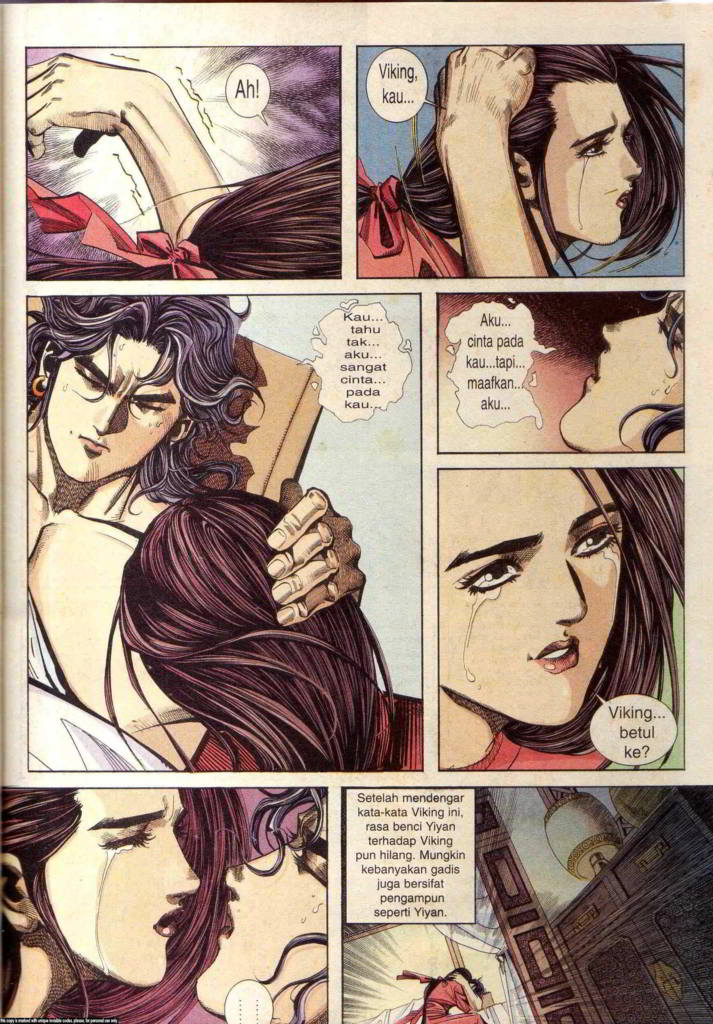 Ah!
Viking,
kau...
Kau...
tahu
tak...
aku...
sangat
cinta...
pada
kau...
Aku...
cinta pada
kau...tapi...
maafkan...
aku...
Viking...
betul
ke?
Setelah mendengar
kata-kata Viking ini,
rasa benci Yiyan
terhadap Viking
pun hilang. Mungkin
kebanyakan gadis
juga bersifat
pengampun
seperti Yiyan.